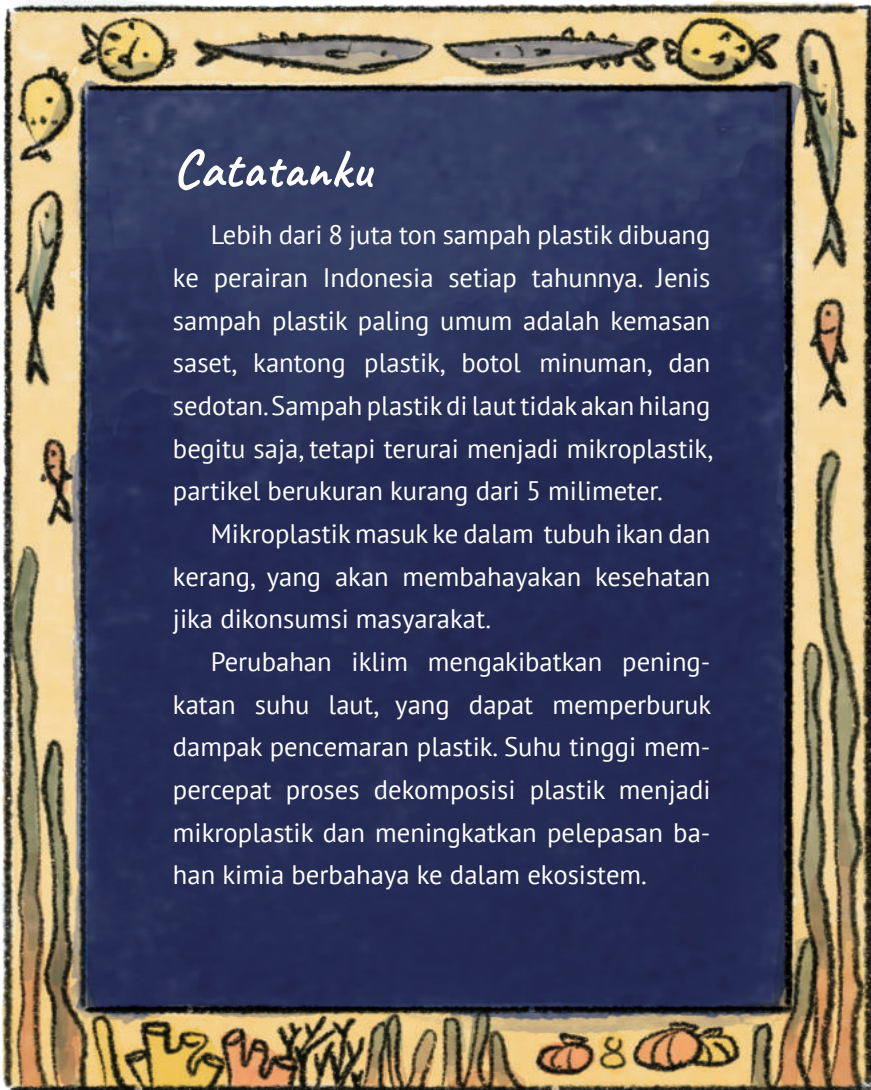 Catatanku
Lebih dari 8 juta ton sampah plastik dibuang
ke perairan Indonesia setiap tahunnya. Jenis
sampah plastik paling umum adalah kemasan
saset, kantong plastik, botol minuman, dan
sedotan. Sampah plastik di laut tidak akan hilang
begitu saja, tetapi terurai menjadi mikroplastik,
partikel berukuran kurang dari 5 milimeter.
Mikroplastik masuk ke dalam tubuh ikan dan
kerang, yang akan membahayakan kesehatan
jika dikonsumsi masyarakat.
Perubahan iklim mengakibatkan pening-
katan suhu laut, yang dapat memperburuk
dampak pencemaran plastik. Suhu tinggi mem-
percepat proses dekomposisi plastik menjadi
mikroplastik dan meningkatkan pelepasan ba-
han kimia berbahaya ke dalam ekosistem.
8